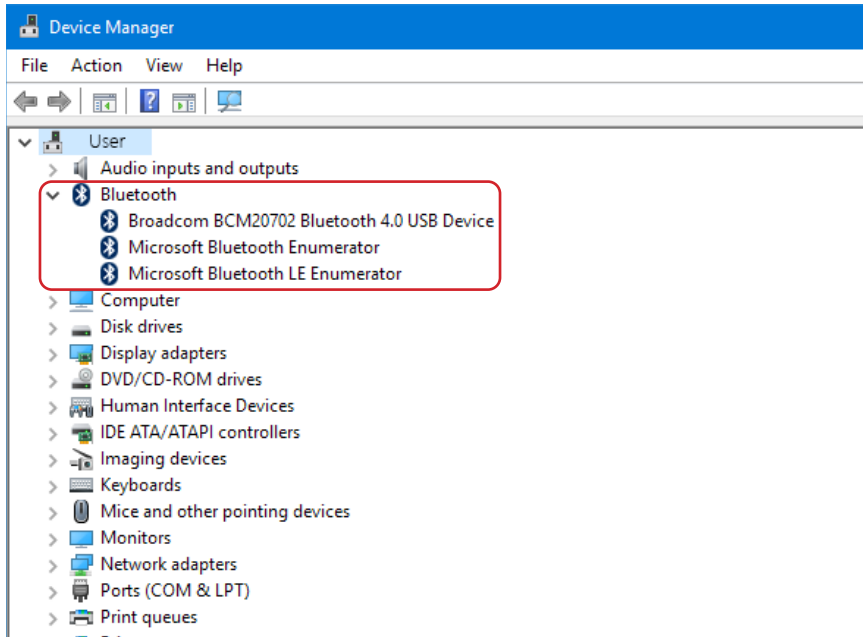 Device Manager
File Action View Help
User
Audio inputs and outputs
Bluetooth
Broadcom BCM20702 Bluetooth 4.0 USB Device
Microsoft Bluetooth Enumerator
Microsoft Bluetooth LE Enumerator
Computer
Disk drives
Display adapters
DVD/CD-ROM drives
Human Interface Devices
IDE ATA/ATAPI controllers
Imaging devices
Keyboards
Mice and other pointing devices
Monitors
Network adapters
Ports (COM & LPT)
Print queues